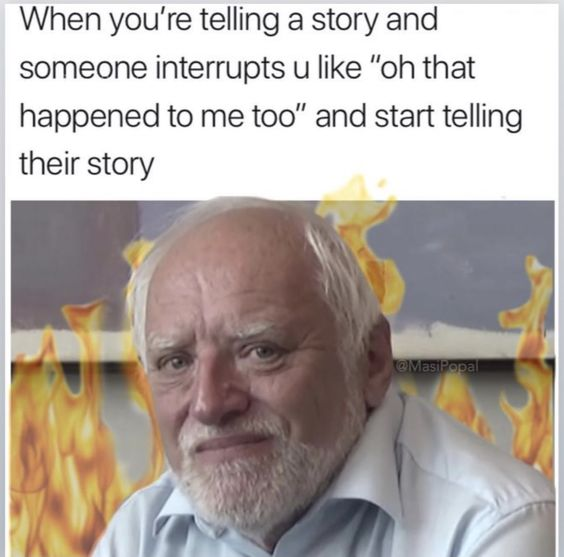 When you're telling a story and
someone interrupts u like "oh that
happened to me too" and start telling
their story
@MasiPopal